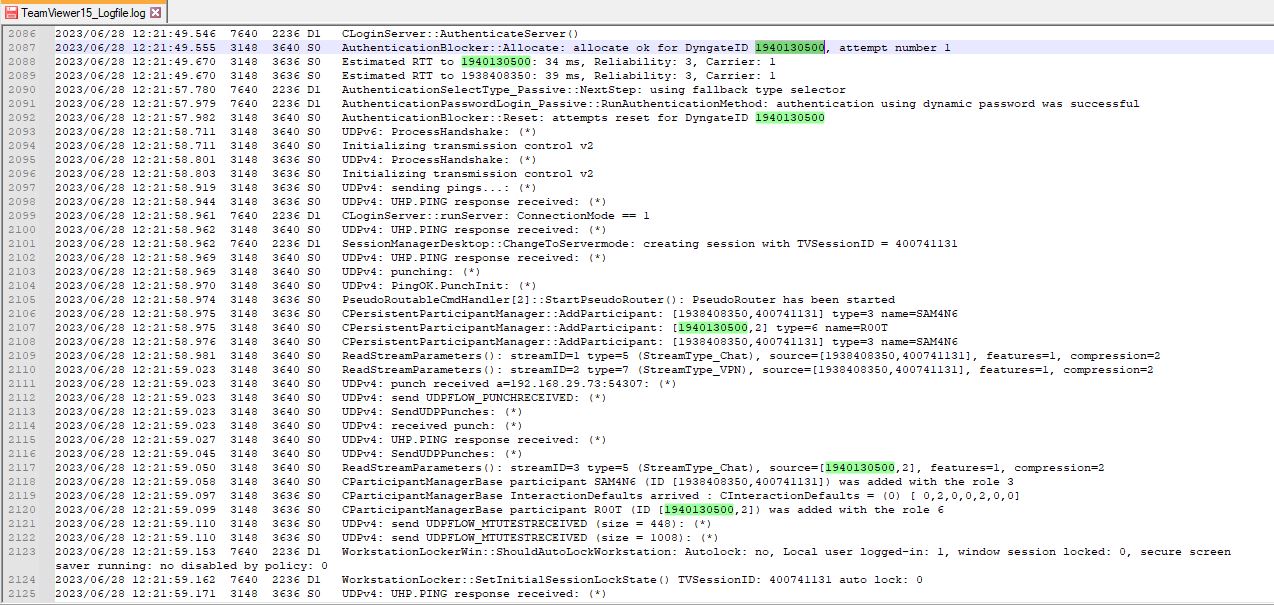 TeamViewer15_Logfile.log
2086 2023/06/28 12:21:49.546 7640 2236 D1 CLoginServer::AuthenticateServer()
2087 2023/06/28 12:21:49.555 3148 3640 S0 AuthenticationBlocker::Allocate: allocate ok for DyngateID 1940130500, attempt number 1
2088 2023/06/28 12:21:49.670 3148 3640 S0 Estimated RTT to 1940130500: 34 ms, Reliability: 3, Carrier: 1
2089 2023/06/28 12:21:49.670 3148 3640 S0 Estimated RTT to 1938408350: 39 ms, Reliability: 3, Carrier: 1
2090 2023/06/28 12:21:57.780 7640 2236 D1 AuthenticationSelectType_Passive::NextStep: using fallback type selector
2091 2023/06/28 12:21:57.979 3148 3640 S0 AuthenticationPasswordLogin_Passive::RunAuthenticationMethod: authentication using dynamic password was successful
2092 2023/06/28 12:21:57.982 3148 3640 S0 AuthenticationBlocker::Reset: attempts reset for DyngateID 1940130500
2093 2023/06/28 12:21:58.711 3148 3640 S0 UDPv6: ProcessHandshake: (*)
2094 2023/06/28 12:21:58.711 3148 3640 S0 Initializing transmission control v2
2095 2023/06/28 12:21:58.801 3148 3636 S0 UDPv4: ProcessHandshake: (*)
2096 2023/06/28 12:21:58.803 3148 3636 S0 Initializing transmission control v2
2097 2023/06/28 12:21:58.919 3148 3636 S0 UDPv4: sending pings...: (*)
2098 2023/06/28 12:21:58.944 3148 3636 S0 UDPv4: UHP.PING response received: (*)
2099 2023/06/28 12:21:58.961 7640 2236 D1 CLoginServer::runServer: ConnectionMode == 1
2100 2023/06/28 12:21:58.962 3148 3636 S0 UDPv4: UHP.PING response received: (*)
2101 2023/06/28 12:21:58.962 7640 2236 D1 SessionManagerDesktop::ChangeToServermode: creating session with TVSessionID = 400741131
2102 2023/06/28 12:21:58.969 3148 3640 S0 UDPv4: UHP.PING response received: (*)
2103 2023/06/28 12:21:58.969 3148 3640 S0 UDPv4: punching: (*)
2104 2023/06/28 12:21:58.970 3148 3640 S0 UDPv4: PingOK.PunchInit: (*)
2105 2023/06/28 12:21:58.974 3148 3636 S0 PseudoRoutableCmdHandler[2]::StartPseudoRouter(): PseudoRouter has been started
2106 2023/06/28 12:21:58.975 3148 3636 S0 CPersistentParticipantManager::AddParticipant: [1938408350,400741131] type=3 name=SAM4N6
2107 2023/06/28 12:21:58.975 3148 3640 S0 CPersistentParticipantManager::AddParticipant: [1940130500,2] type=6 name=R00T
2108 2023/06/28 12:21:58.976 3148 3636 S0 CPersistentParticipantManager::AddParticipant: [1938408350,400741131] type=3 name=SAM4N6
2109 2023/06/28 12:21:58.981 3148 3640 S0 ReadStreamParameters(): streamID=1 type=5 (StreamType_Chat), source=[1938408350,400741131], features=1, compression=2
2110 2023/06/28 12:21:59.023 3148 3640 S0 ReadStreamParameters(): streamID=2 type=7 (StreamType_VPN), source=[1938408350,400741131], features=1, compression=2
2111 2023/06/28 12:21:59.023 3148 3640 S0 UDPv4: punch received a=192.168.29.73:54307: (*)
2112 2023/06/28 12:21:59.023 3148 3640 S0 UDPv4: send UDPFLOW_PUNCHRECEIVED: (*)
2113 2023/06/28 12:21:59.023 3148 3640 S0 UDPv4: SendUDPPunches: (*)
2114 2023/06/28 12:21:59.023 3148 3640 S0 UDPv4: received punch: (*)
2115 2023/06/28 12:21:59.027 3148 3640 S0 UDPv4: UHP.PING response received: (*)
2116 2023/06/28 12:21:59.045 3148 3640 S0 UDPv4: SendUDPPunches: (*)
2117 2023/06/28 12:21:59.050 3148 3640 S0 ReadStreamParameters(): streamID=3 type=5 (StreamType_Chat), source=[1940130500,2], features=1, compression=2
2118 2023/06/28 12:21:59.058 3148 3640 S0 CParticipantManagerBase participant SAM4N6 (ID [1938408350,400741131]) was added with the role 3
2119 2023/06/28 12:21:59.097 3148 3636 S0 CParticipantManagerBase InteractionDefaults arrived : CInteractionDefaults = (0) [ 0,2,0,0,2,0,0]
2120 2023/06/28 12:21:59.099 3148 3640 S0 CParticipantManagerBase participant R00T (ID [1940130500,2]) was added with the role 6
2121 2023/06/28 12:21:59.110 3148 3640 S0 UDPv4: send UDPFLOW_MTUTESTRECEIVED (size = 448): (*)
2122 2023/06/28 12:21:59.110 3148 3640 S0 UDPv4: send UDPFLOW_MTUTESTRECEIVED (size = 1008): (*)
2123 2023/06/28 12:21:59.153 7640 2236 D1 WorkstationLockerWin::ShouldAutoLockWorkstation: Autolock: no, Local user logged-in: 1, window session locked: 0, secure screen
saver running: no disabled by policy: 0
2124 2023/06/28 12:21:59.162 7640 2236 D1 WorkstationLocker::SetInitialSessionLockState() TVSessionID: 400741131 auto lock: 0
2125 2023/06/28 12:21:59.171 3148 3636 S0 UDPv4: UHP.PING response received: (*)